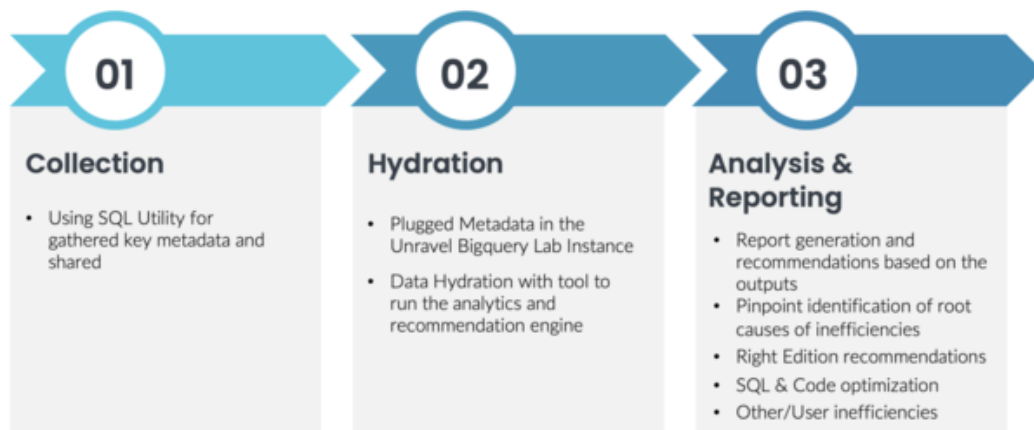 01
Collection
• Using SQL Utility for
gathered key metadata and
shared
02
Hydration
• Plugged Metadata in the
Unravel Bigquery Lab Instance
• Data Hydration with tool to
run the analytics and
recommendation engine
03
Analysis &
Reporting
• Report generation and
recommendations based on the
outputs
• Pinpoint identification of root
causes of inefficiencies
• Right Edition recommendations
• SQL & Code optimization
• Other/User inefficiencies